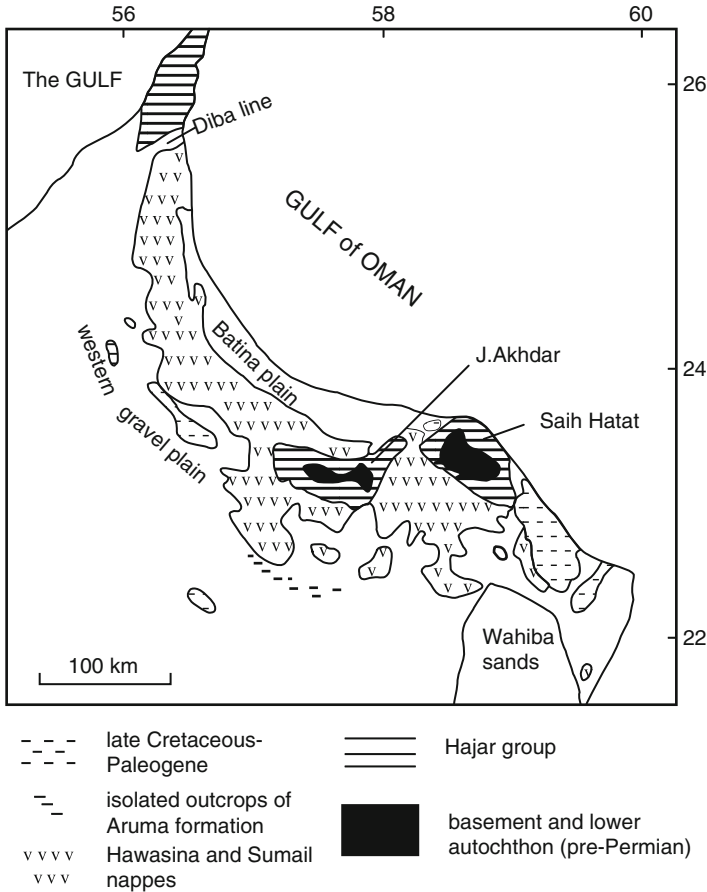 56 58 60
The GULF
26
Diba line
GULF of OMAN
Batina plain
J.Akhdar
24
western
gravel plain
Saih Hatat
Wahiba
sands
22
100 km
late Cretaceous-
Paleogene
isolated outcrops of
Aruma formation
Hawasina and Sumail
nappes
Hajar group
basement and lower
autochthon (pre-Permian)